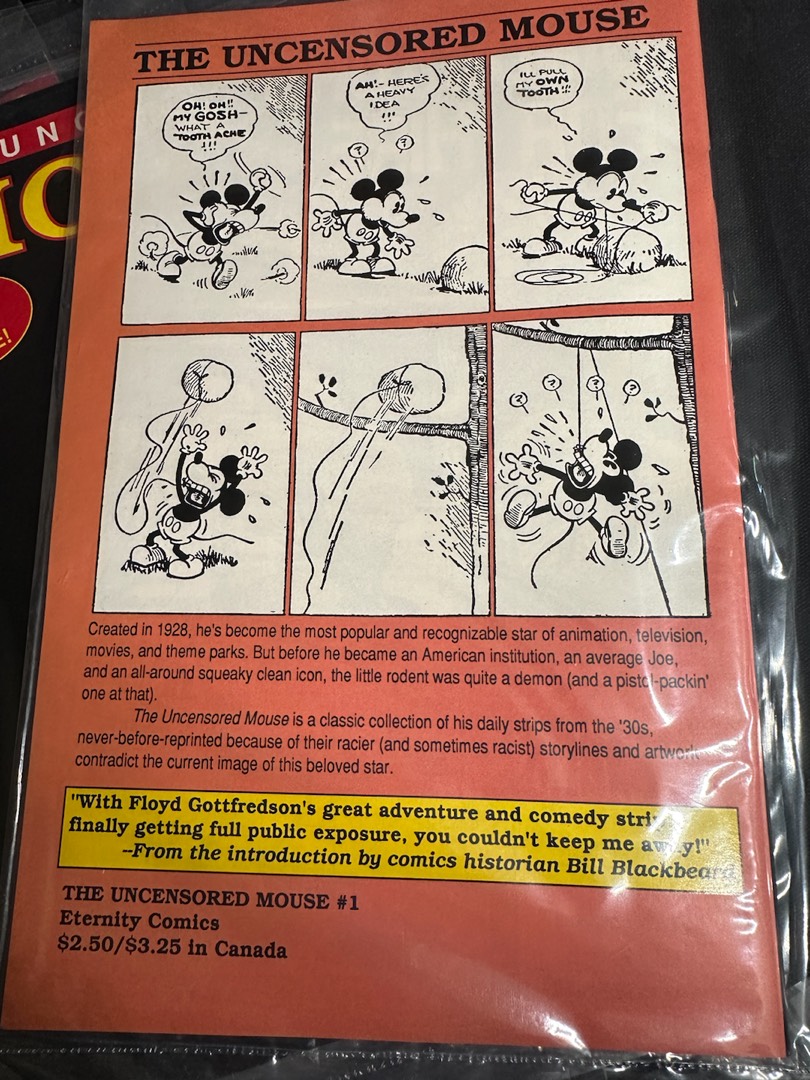 THE UNCENSORED MOUSE
OH! OH!!
MY GOSH–
WHAT A
TOOTH ACHE
!!!
AH!- HERE'S
A HEAVY
IDEA
!!!
? ?
ILL PULL
MY OWN
TOOTH!!!
? ? ? ?
Created in 1928, he's become the most popular and recognizable star of animation, television,
movies, and theme parks. But before he became an American institution, an average Joe,
and an all-around squeaky clean icon, the little rodent was quite a demon (and a pistol-packin'
one at that).
The Uncensored Mouse is a classic collection of his daily strips from the '30s,
never-before-reprinted because of their racier (and sometimes racist) storylines and artwork
contradict the current image of this beloved star.
"With Floyd Gottfredson's great adventure and comedy
finally getting full public exposure, you couldn't keep me away!"
--From the introduction by comics historian Bill Blackbeard
THE UNCENSORED MOUSE #1
Eternity Comics
$2.50/$3.25 in Canada
UNC